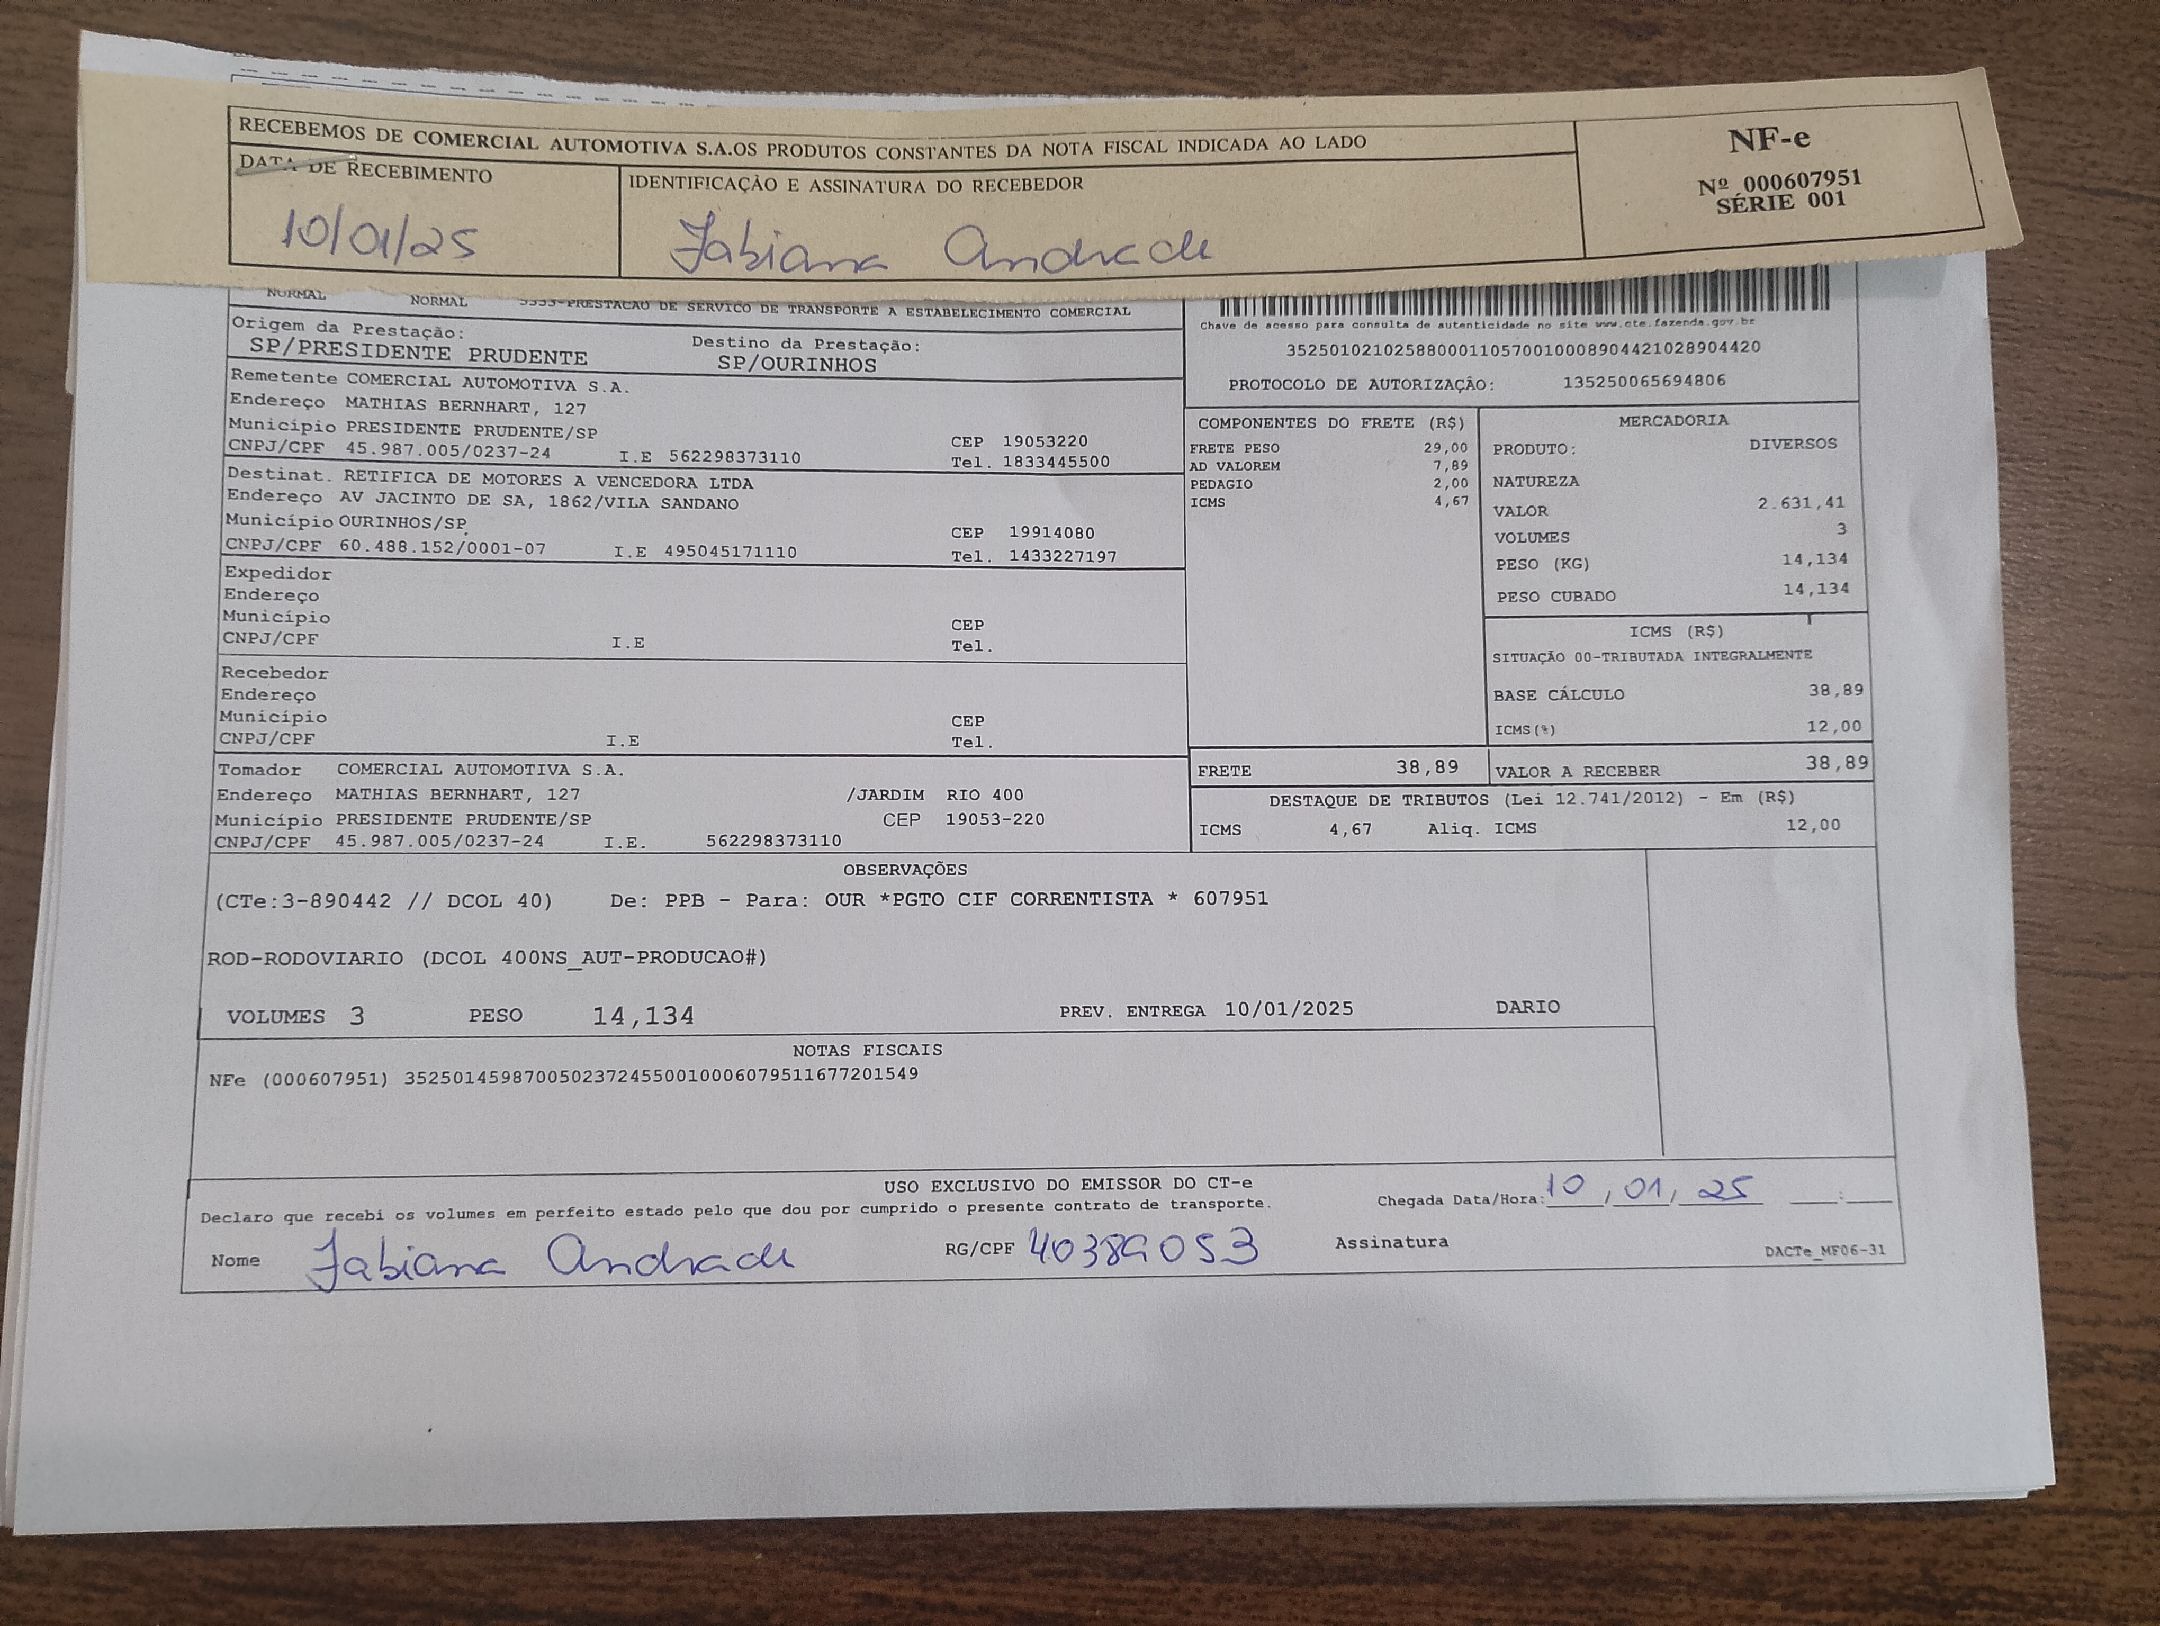 RECEBEMOS DE COMERCIAL AUTOMOTIVA S.A.OS PRODUTOS CONSTANTES DA NOTA FISCAL INDICADA AO LADO
DATA DE RECEBIMENTO
10/01/25
IDENTIFICAÇÃO E ASSINATURA DO RECEBEDOR
Fabiana Andrade
NF-e
Nº 000607951
SÉRIE 001
NORMAL NORMAL PRESTACAO DE SERVICO DE TRANSPORTE A ESTABELECIMENTO COMERCIAL
Origem da Prestação: Destino da Prestação:
SP/PRESIDENTE PRUDENTE SP/OURINHOS
Remetente COMERCIAL AUTOMOTIVA S.A.
Endereço MATHIAS BERNHART, 127
Município PRESIDENTE PRUDENTE/SP CEP 19053220
CNPJ/CPF 45.987.005/0237-24 I.E 562298373110 Tel. 1833445500
Destinat. RETIFICA DE MOTORES A VENCEDORA LTDA
Endereço AV JACINTO DE SA, 1862/VILA SANDANO
Município OURINHOS/SP CEP 19914080
CNPJ/CPF 60.488.152/0001-07 I.E 495045171110 Tel. 1433227197
Expedidor
Endereço
Município CEP
CNPJ/CPF I.E Tel.
Recebedor
Endereço
Município CEP
CNPJ/CPF I.E Tel.
Tomador COMERCIAL AUTOMOTIVA S.A.
Endereço MATHIAS BERNHART, 127 /JARDIM RIO 400
Município PRESIDENTE PRUDENTE/SP CEP 19053-220
CNPJ/CPF 45.987.005/0237-24 I.E. 562298373110
Chave de acesso para consulta de autenticidade no site www.cte.fazenda.gov.br
35250102102588000110570010008904421028904420
PROTOCOLO DE AUTORIZAÇÃO: 135250065694806
COMPONENTES DO FRETE (R$)
FRETE PESO 29,00
AD VALOREM 7,89
PEDAGIO 2,00
ICMS 4,67
MERCADORIA
PRODUTO: DIVERSOS
NATUREZA
VALOR 2.631,41
VOLUMES 3
PESO (KG) 14,134
PESO CUBADO 14,134
ICMS (R$)
SITUAÇÃO 00-TRIBUTADA INTEGRALMENTE
BASE CÁLCULO 38,89
ICMS(%) 12,00
FRETE 38,89 VALOR A RECEBER 38,89
DESTAQUE DE TRIBUTOS (Lei 12.741/2012) - Em (R$)
ICMS 4,67 Aliq. ICMS 12,00
OBSERVAÇÕES
(CTe:3-890442 // DCOL 40) De: PPB - Para: OUR *PGTO CIF CORRENTISTA * 607951
ROD-RODOVIARIO (DCOL 400NS_AUT-PRODUCAO#)
VOLUMES 3 PESO 14,134 PREV. ENTREGA 10/01/2025 DARIO
NOTAS FISCAIS
NFe (000607951) 35250145987005023724550010006079511677201549
USO EXCLUSIVO DO EMISSOR DO CT-e
Declaro que recebi os volumes em perfeito estado pelo que dou por cumprido o presente contrato de transporte.
Chegada Data/Hora: 10 / 01 / 25 :
Nome Fabiana Andrade RG/CPF 40389053 Assinatura
DACTe_MF06-31